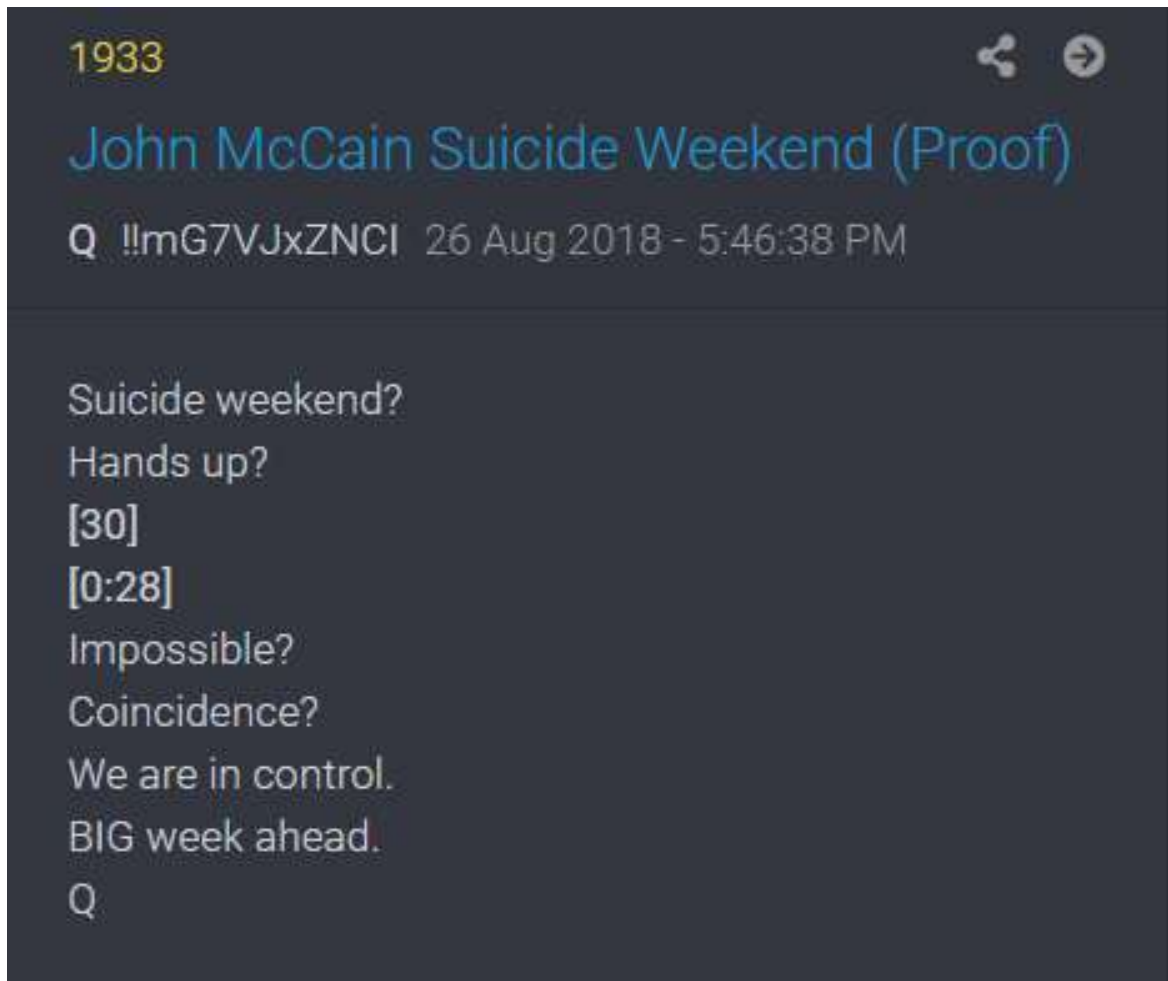 1933
John McCain Suicide Weekend (Proof)
Q !!mG7VJxZNCI 26 Aug 2018 - 5:46:38 PM
Suicide weekend?
Hands up?
[30]
[0:28]
Impossible?
Coincidence?
We are in control.
BIG week ahead.
Q